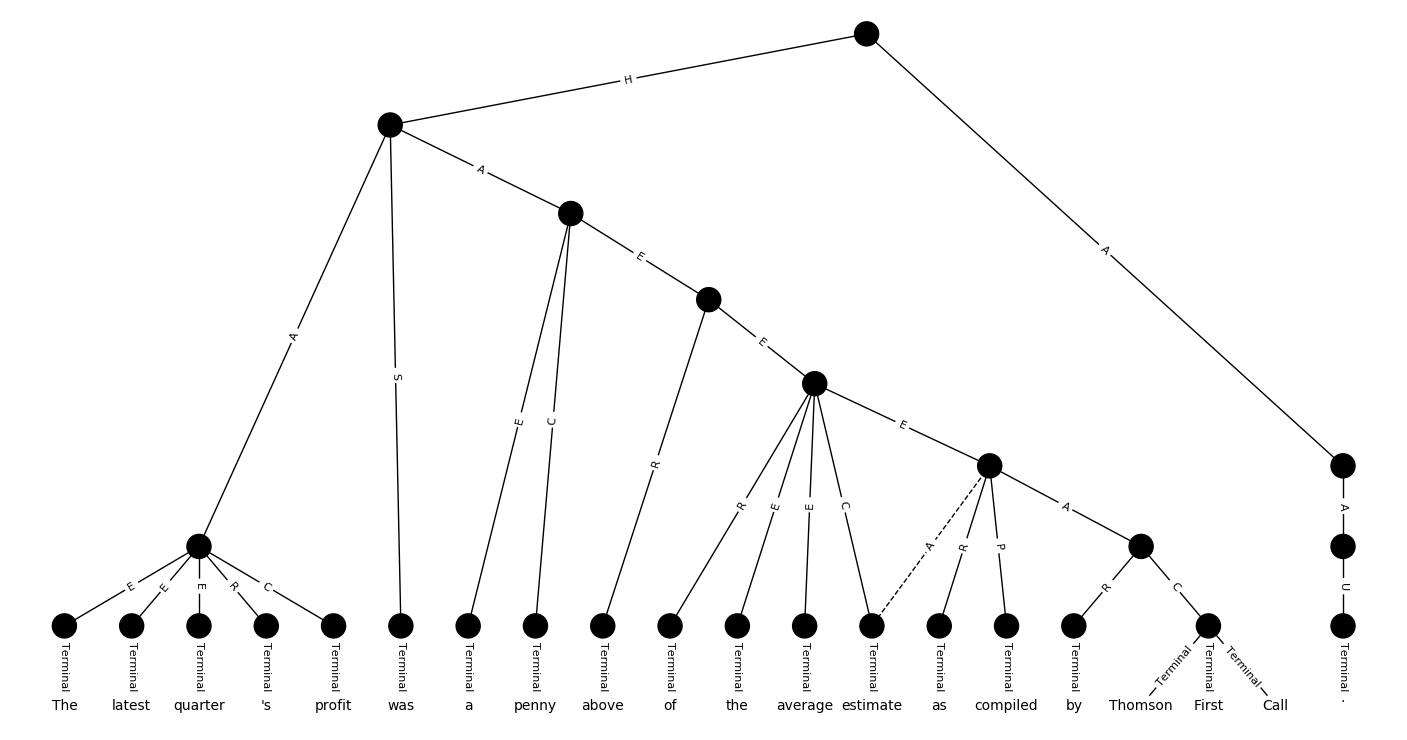 H
A
A
A
S
E
A
E
C
E
R
E
R
E
E
C
A
R
P
A
A
E
E
E
R
C
R
C
U
Terminal Terminal Terminal Terminal Terminal Terminal Terminal Terminal Terminal Terminal Terminal Terminal Terminal Terminal Terminal Terminal Terminal Terminal Terminal Terminal
The latest quarter 's profit was a penny above of the average estimate as compiled by Thomson First Call .